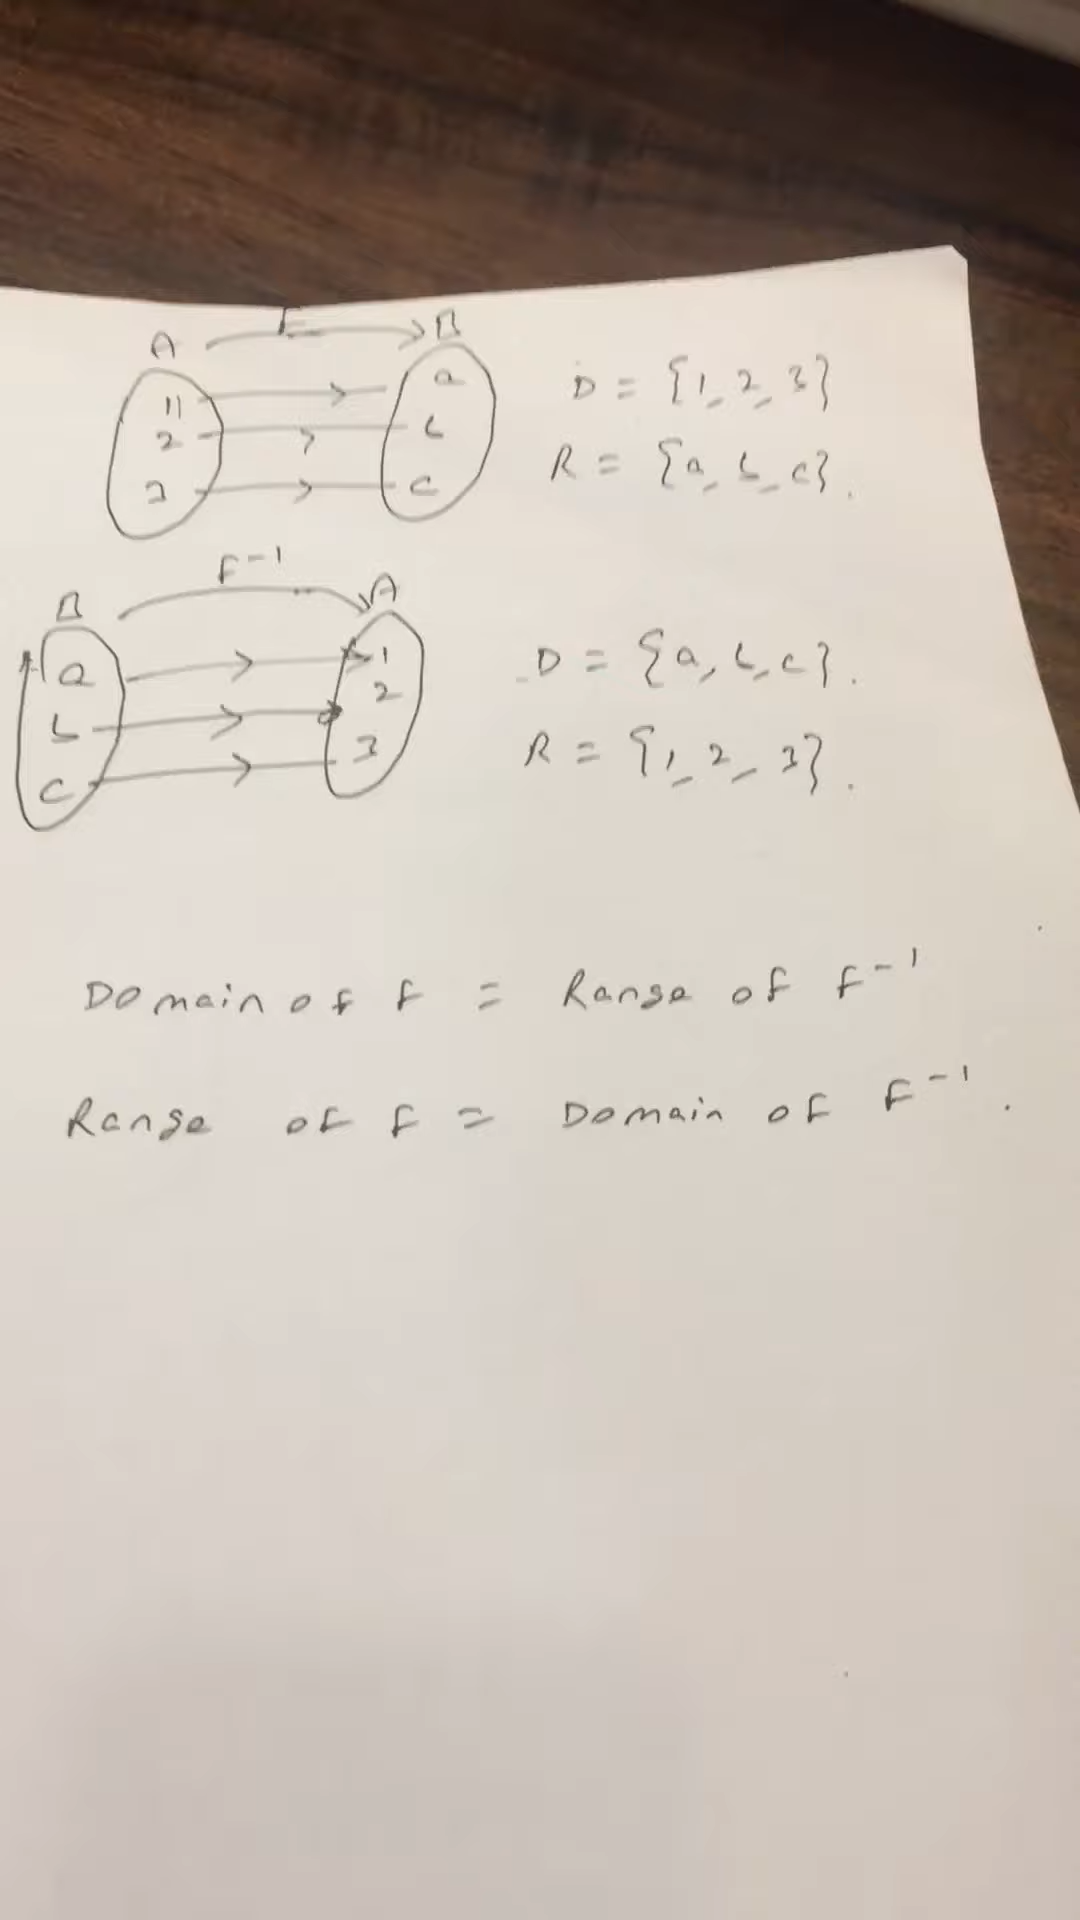 A F B
1 a
2 b
3 c
D = {1, 2, 3}
R = {a, b, c}.
B F⁻¹ A
a 1
b 2
c 3
D = {a, b, c}.
R = {1, 2, 3}.
Domain of f = Range of f⁻¹
Range of f = Domain of f⁻¹.